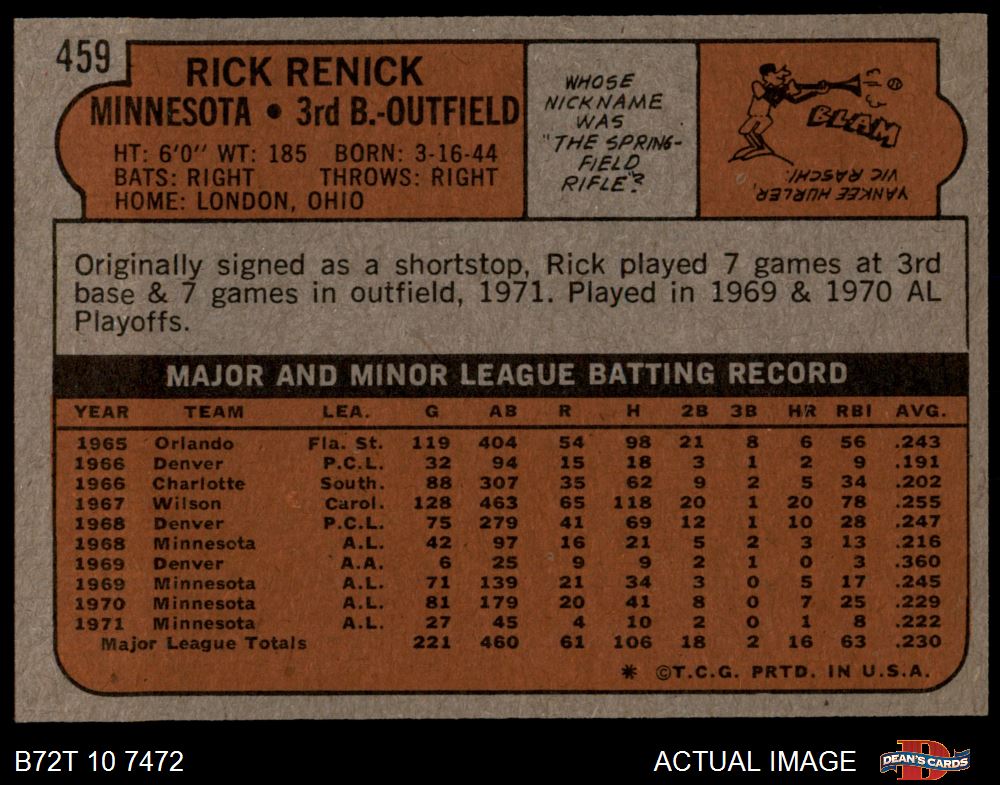 459
RICK RENICK
MINNESOTA • 3rd B.-OUTFIELD
HT: 6'0" WT: 185 BORN: 3-16-44
BATS: RIGHT THROWS: RIGHT
HOME: LONDON, OHIO
WHOSE
NICKNAME
WAS
"THE SPRING-
FIELD
RIFLE"?
BLAM
YANKEE HURLER,
VIC RASCHI.
Originally signed as a shortstop, Rick played 7 games at 3rd
base & 7 games in outfield, 1971. Played in 1969 & 1970 AL
Playoffs.
MAJOR AND MINOR LEAGUE BATTING RECORD
YEAR TEAM LEA. G AB R H 2B 3B HR RBI AVG.
1965 Orlando Fla. St. 119 404 54 98 21 8 6 56 .243
1966 Denver P.C.L. 32 94 15 18 3 1 2 9 .191
1966 Charlotte South. 88 307 35 62 9 2 5 34 .202
1967 Wilson Carol. 128 463 65 118 20 1 20 78 .255
1968 Denver P.C.L. 75 279 41 69 12 1 10 28 .247
1968 Minnesota A.L. 42 97 16 21 5 2 3 13 .216
1969 Denver A.A. 6 25 9 9 2 1 0 3 .360
1969 Minnesota A.L. 71 139 21 34 3 0 5 17 .245
1970 Minnesota A.L. 81 179 20 41 8 0 7 25 .229
1971 Minnesota A.L. 27 45 4 10 2 0 1 8 .222
Major League Totals 221 460 61 106 18 2 16 63 .230
* ©T.C.G. PRTD. IN U.S.A.
B72T 10 7472
ACTUAL IMAGE
D
DEAN'S CARDS